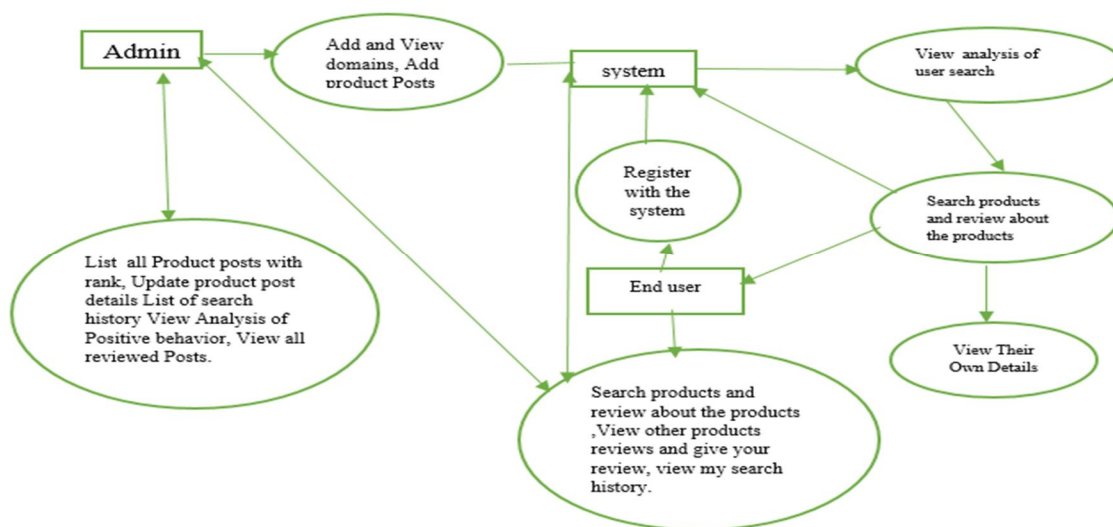 Admin
Add and View
domains, Add
product Posts
system
View analysis of
user search
Register
with the
system
Search products
and review about
the products
List all Product posts with
rank, Update product post
details List of search
history View Analysis of
Positive behavior, View all
reviewed Posts.
End user
View Their
Own Details
Search products and
review about the products
,View other products
reviews and give your
review, view my search
history.